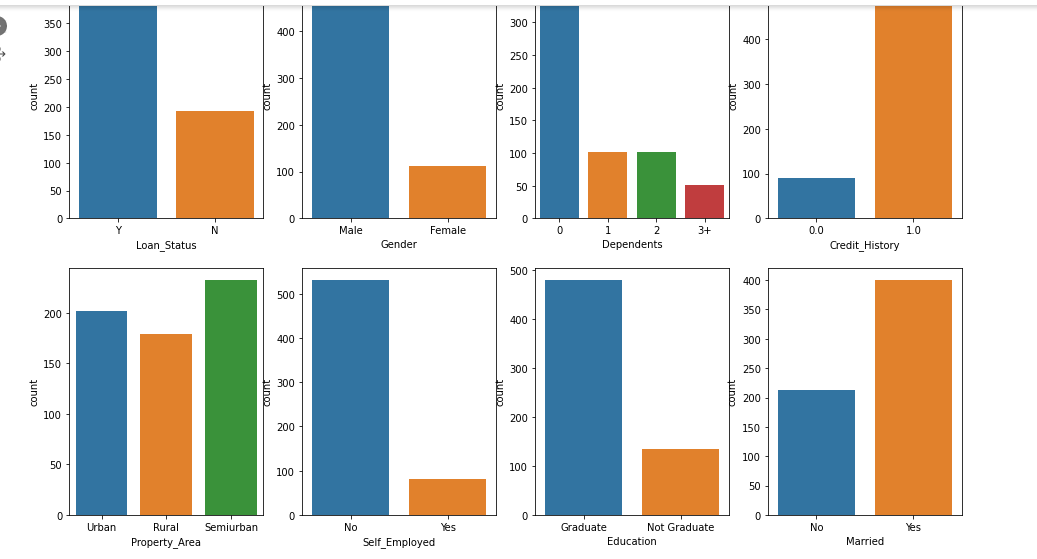 350
300
250
200
150
100
50
0
count
Y N
Loan_Status
400
300
200
100
0
count
Male Female
Gender
300
250
200
150
100
50
0
count
0 1 2 3+
Dependents
400
300
200
100
0
count
0.0 1.0
Credit_History
200
150
100
50
0
count
Urban Rural Semiurban
Property_Area
500
400
300
200
100
0
count
No Yes
Self_Employed
500
400
300
200
100
0
count
Graduate Not Graduate
Education
400
350
300
250
200
150
100
50
0
count
No Yes
Married